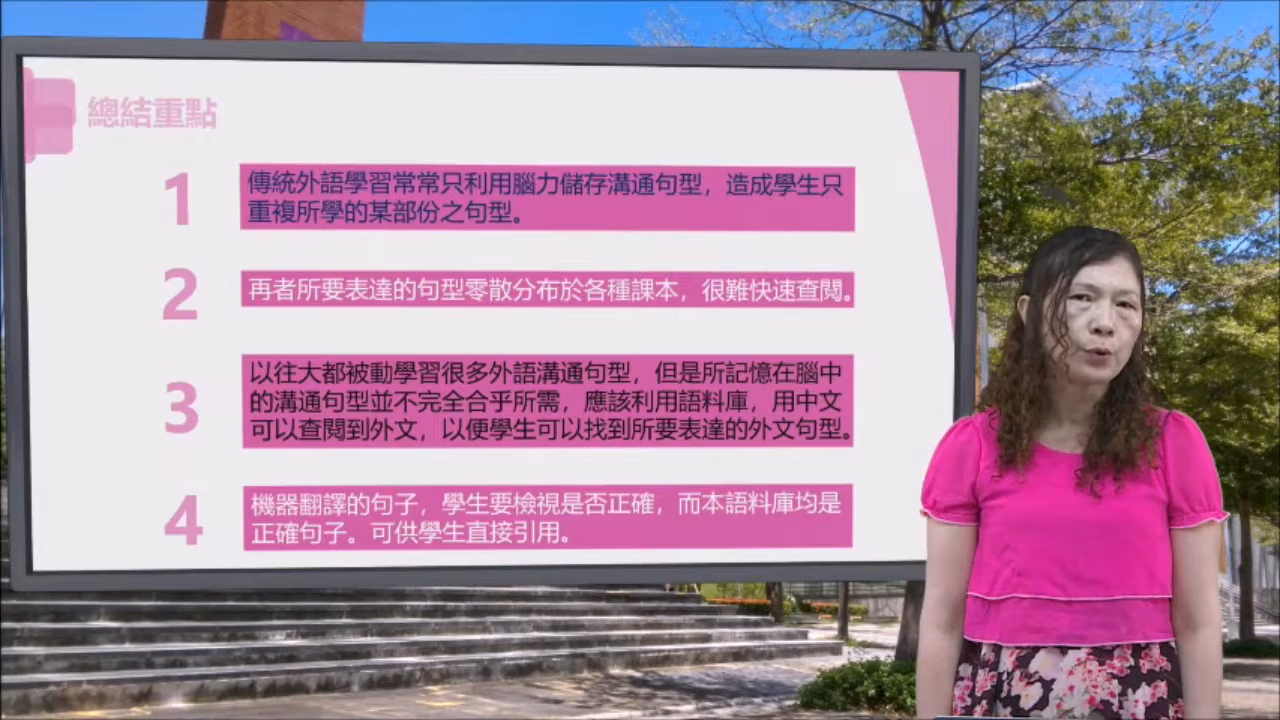 總結重點
1
傳統外語學習常常只利用腦力儲存溝通句型，造成學生只
重複所學的某部份之句型。
2
再者所要表達的句型零散分布於各種課本，很難快速查閱。
3
以往大都被動學習很多外語溝通句型，但是所記憶在腦中
的溝通句型並不完全合乎所需，應該利用語料庫，用中文
可以查閱到外文，以便學生可以找到所要表達的外文句型。
4
機器翻譯的句子，學生要檢視是否正確，而本語料庫均是
正確句子。可供學生直接引用。